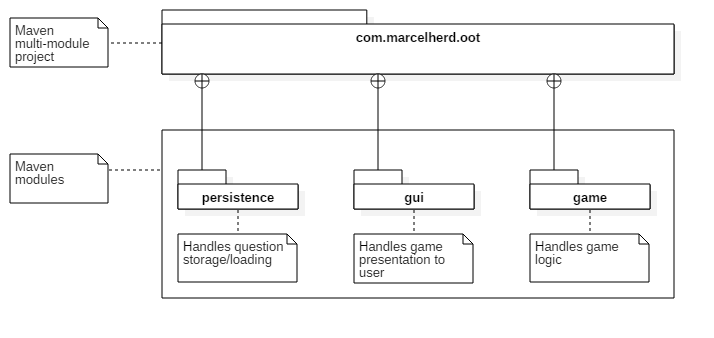 Maven
multi-module
project
com.marcelherd.oot
Maven
modules
persistence
gui
game
Handles question
storage/loading
Handles game
presentation to
user
Handles game
logic